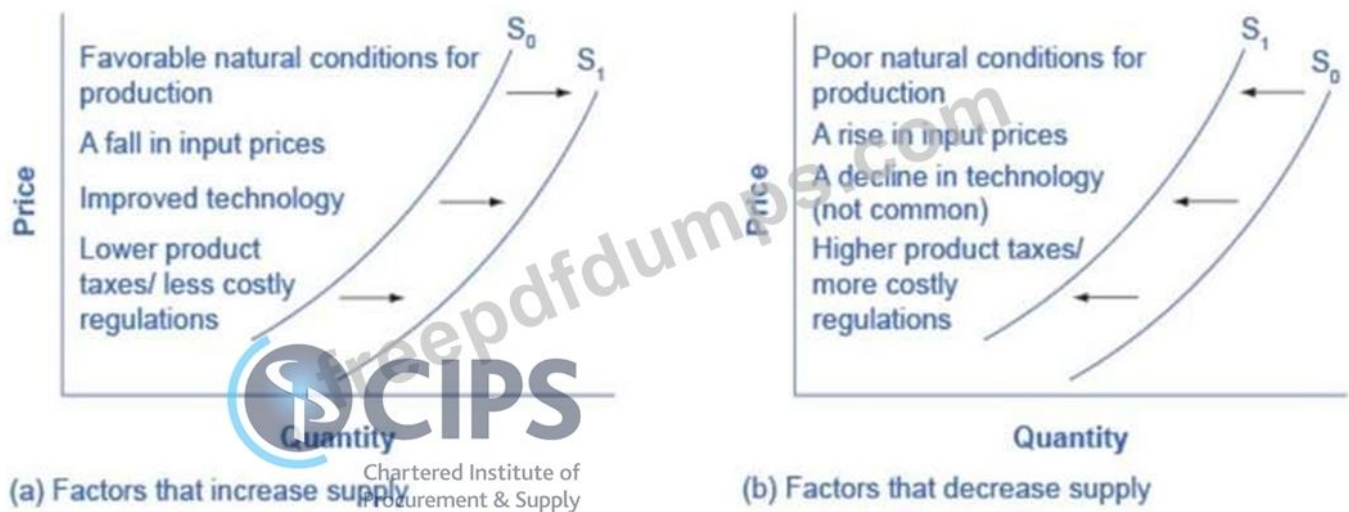 S0
S1
Favorable natural conditions for
production
A fall in input prices
Improved technology
Lower product
taxes/ less costly
regulations
Price
Quantity
(a) Factors that increase supply
S1
S0
Poor natural conditions for
production
A rise in input prices
A decline in technology
(not common)
Higher product taxes/
more costly
regulations
Price
Quantity
(b) Factors that decrease supply
freepdfdumps.com
CIPS
Chartered Institute of
Procurement & Supply